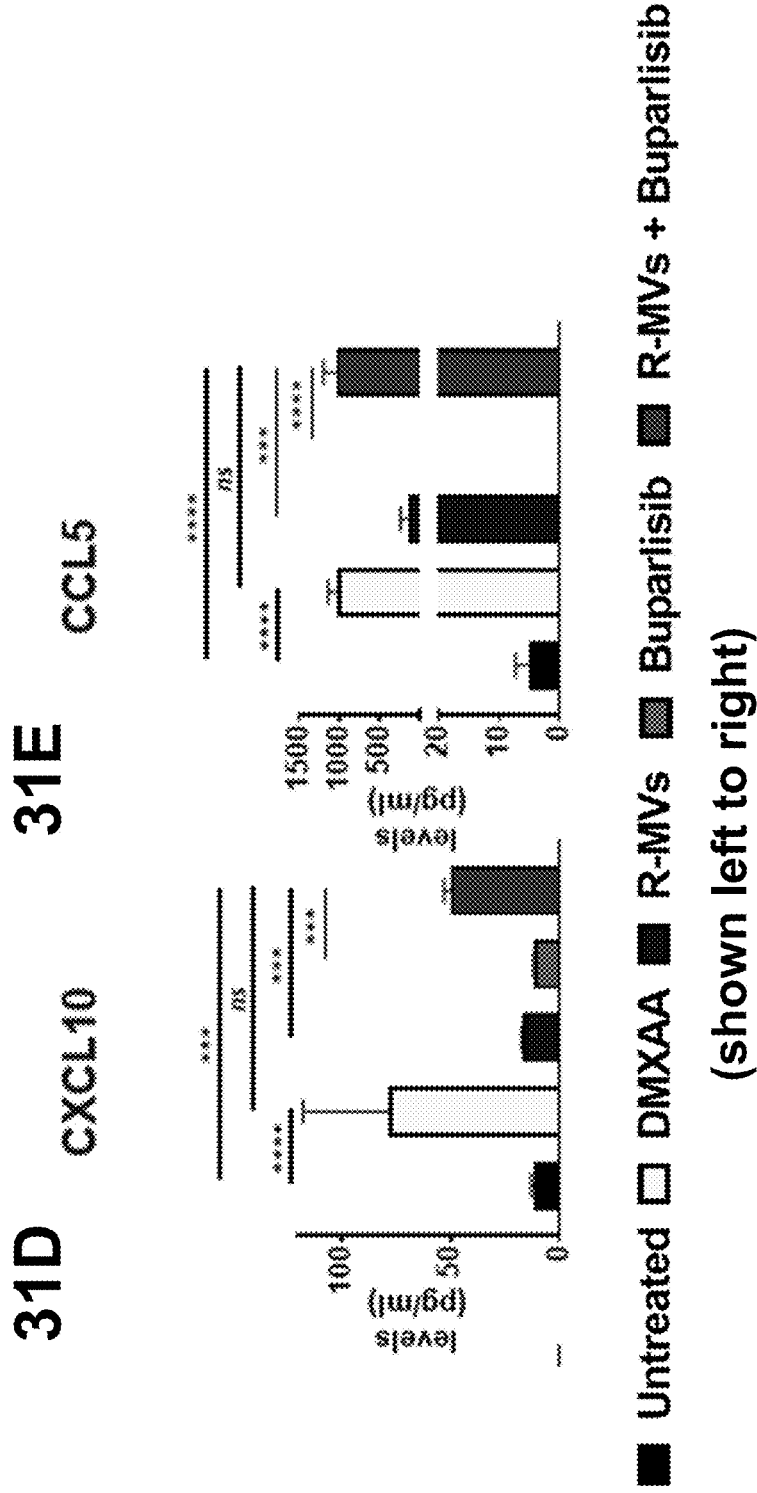 31D
CXCL10
levels
(pg/ml)
100
50
0
***
ns
****
***
***
31E
CCL5
levels
(pg/ml)
1500
1000
500
20
10
0
****
ns
****
***
****
Untreated DMXAA R-MVs Buparlisib R-MVs + Buparlisib
(shown left to right)